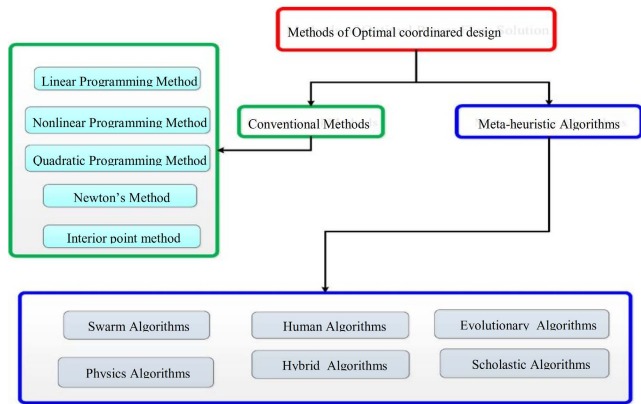 Methods of Optimal coordinared design
Linear Programming Method
Nonlinear Programming Method
Quadratic Programming Method
Newton's Method
Interior point method
Conventional Methods
Meta-heuristic Algorithms
Swarm Algorithms
Human Algorithms
Evolutionary Algorithms
Physics Algorithms
Hybrid Algorithms
Scholastic Algorithms